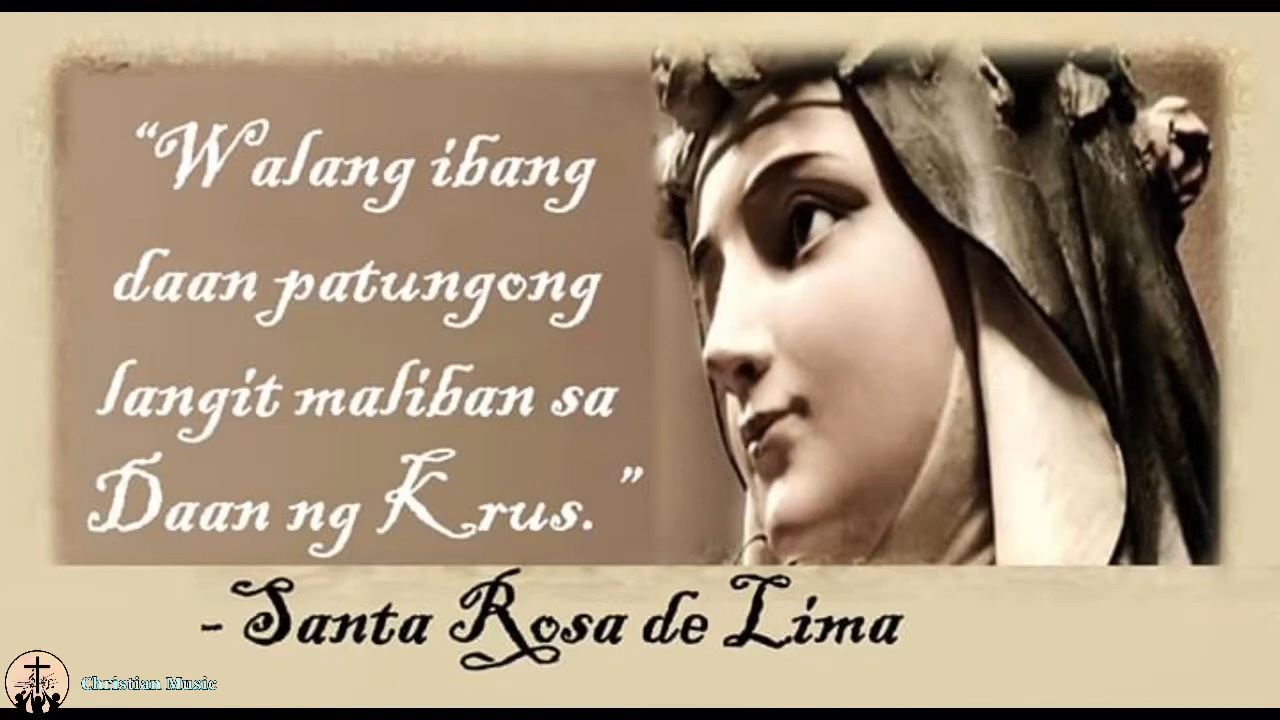 “Walang ibang
daan patungong
langit maliban sa
Daan ng Krus. ”
-Santa Rosa de Lima
Christian Music